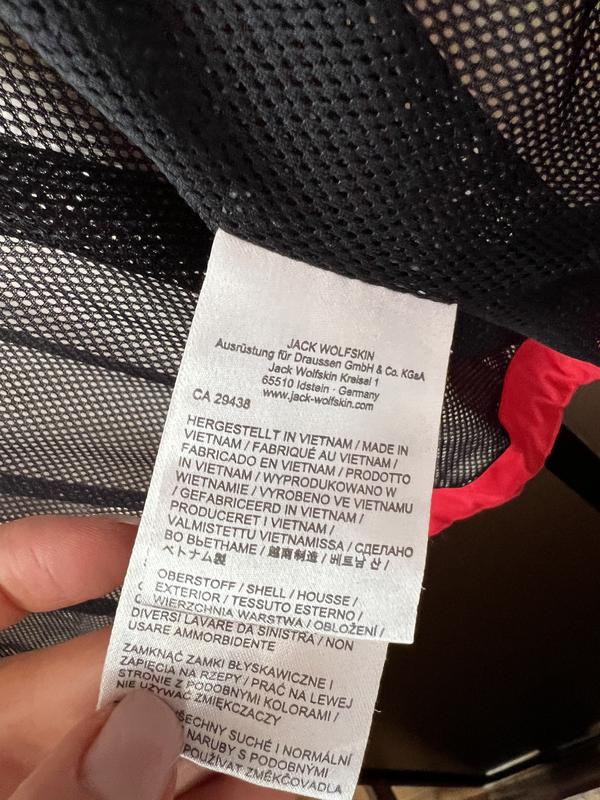 JACK WOLFSKIN
Ausrüstung für Draussen GmbH & Co. KGaA
Jack Wolfskin Kreisel 1
65510 Idstein · Germany
www.jack-wolfskin.com
CA 29438
HERGESTELLT IN VIETNAM / MADE IN
VIETNAM / FABRIQUÉ AU VIETNAM /
FABRICADO EN VIETNAM / PRODOTTO
IN VIETNAM / WYPRODUKOWANO W
WIETNAMIE / VYROBENO VE VIETNAMU
/ GEFABRICEERD IN VIETNAM /
PRODUCERET I VIETNAM /
VALMISTETTU VIETNAMISSA / СДЕЛАНО
ВО ВЬЕТНАМЕ / 越南制造 / 베트남 산 /
ベトナム製
OBERSTOFF / SHELL / HOUSSE /
EXTERIOR / TESSUTO ESTERNO /
WIERZCHNIA WARSTWA / OBLOŽENÍ /
DIVERSI LAVARE DA SINISTRA / NON
USARE AMMORBIDENTE
ZAMKNĄĆ ZAMKI BŁYSKAWICZNE I
ZAPIĘCIA NA RZEPY / PRAĆ NA LEWEJ
STRONIE Z PODOBNYMI KOLORAMI /
NIE UŻYWAĆ ZMIĘKCZACZY
VŠECHNY SUCHÉ I NORMÁLNÍ
NARUBY S PODOBNÝMI
POUŽÍVAT ZMĚKČOVADLA